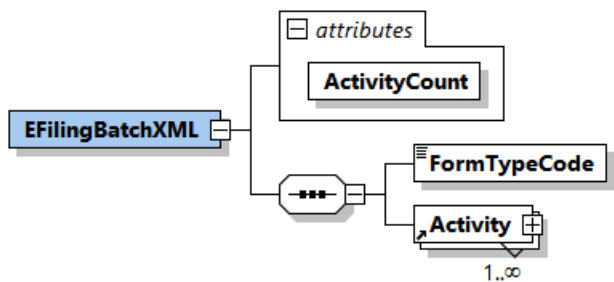 attributes
ActivityCount
EFilingBatchXML
FormTypeCode
Activity
1..∞